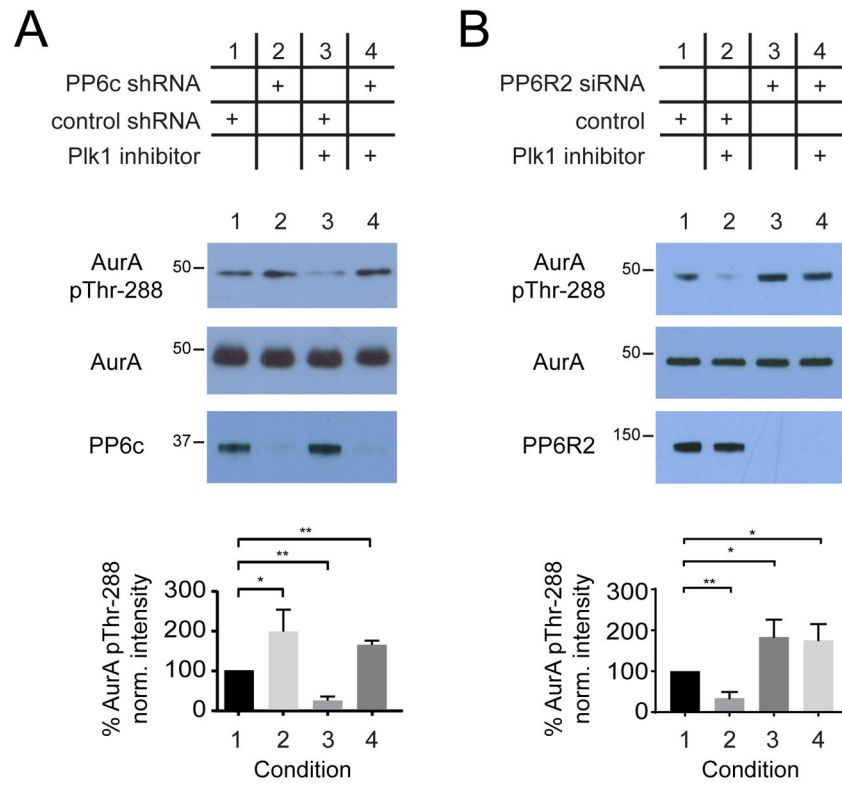 A
1 2 3 4
PP6c shRNA + +
control shRNA + +
Plk1 inhibitor + +
1 2 3 4
AurA
pThr-288
50
AurA
50
PP6c
37
**
**
*
% AurA pThr-288
norm. intensity
300
200
100
0
1 2 3 4
Condition
B
1 2 3 4
PP6R2 siRNA + +
control + +
Plk1 inhibitor + +
1 2 3 4
AurA
pThr-288
50
AurA
50
PP6R2
150
*
*
**
% AurA pThr-288
norm. intensity
300
200
100
0
1 2 3 4
Condition